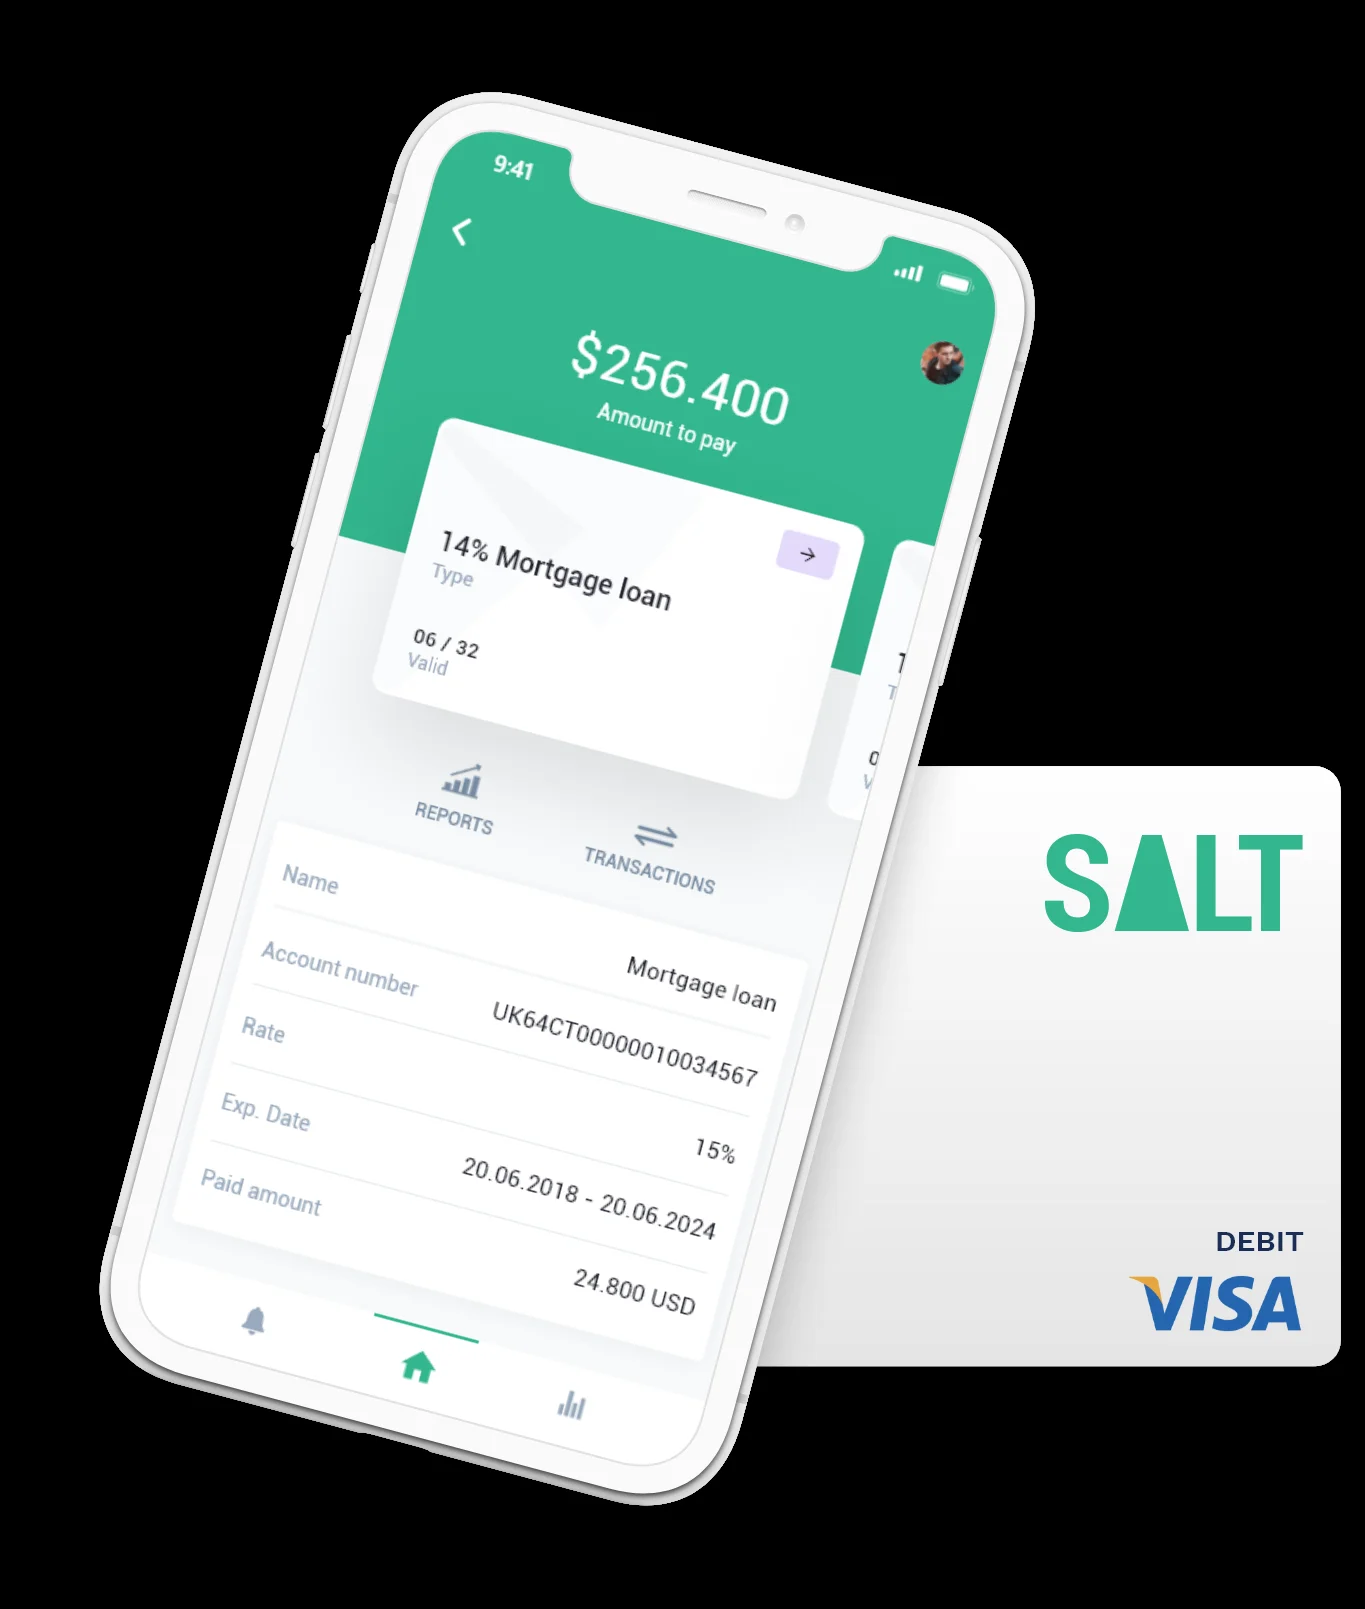 9:41
$256.400
Amount to pay
14% Mortgage loan
Type
06 / 32
Valid
REPORTS
TRANSACTIONS
Name
Mortgage loan
Account number
UK64CT00000010034567
Rate
15%
Exp. Date
20.06.2018 - 20.06.2024
Paid amount
24.800 USD
SALT
DEBIT
VISA